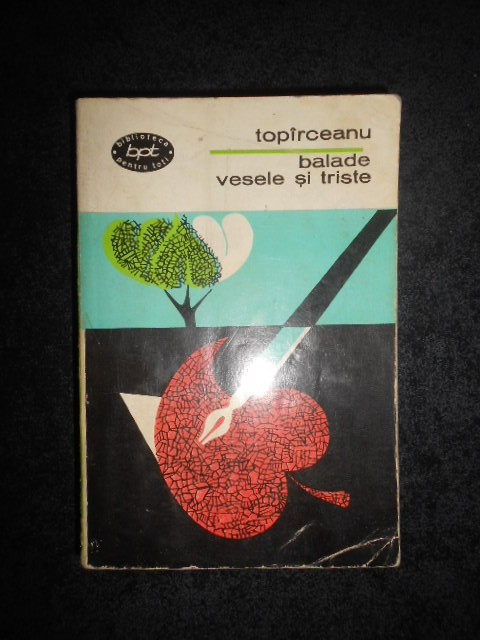 biblioteca
bpt
pentru toți
topîrceanu
balade
vesele și triste